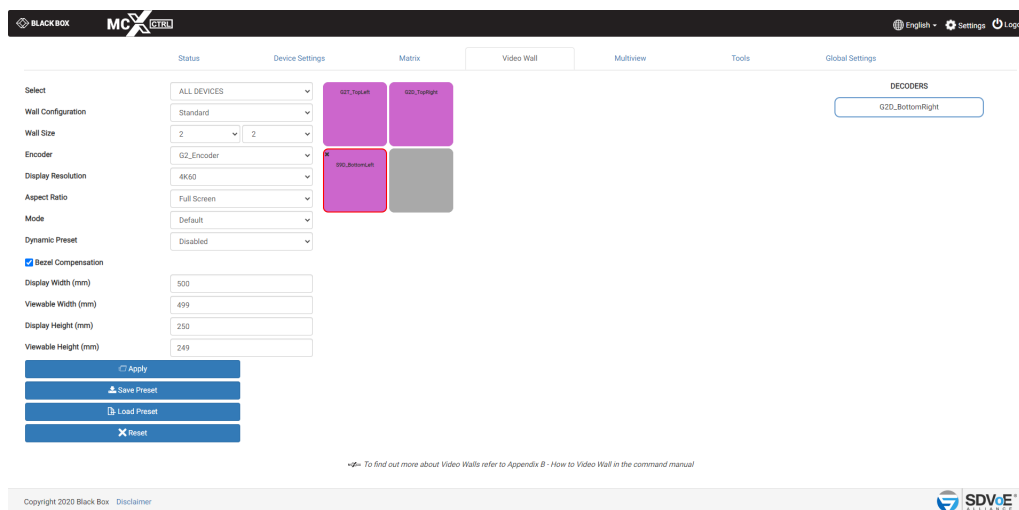 BLACK BOX
MCX CTRL
English
Settings
Logo
Status
Device Settings
Matrix
Video Wall
Multiview
Tools
Global Settings
Select
ALL DEVICES
Wall Configuration
Standard
Wall Size
2
2
Encoder
G2_Encoder
Display Resolution
4K60
Aspect Ratio
Full Screen
Mode
Default
Dynamic Preset
Disabled
Bezel Compensation
Display Width (mm)
500
Viewable Width (mm)
499
Display Height (mm)
250
Viewable Height (mm)
249
Apply
Save Preset
Load Preset
Reset
G2D_TopRight
DECODERS
G2D_BottomRight
To find out more about Video Walls refer to Appendix B - How to Video Wall in the command manual
Copyright 2020 Black Box Disclaimer
SDVoE
ALLIANCE